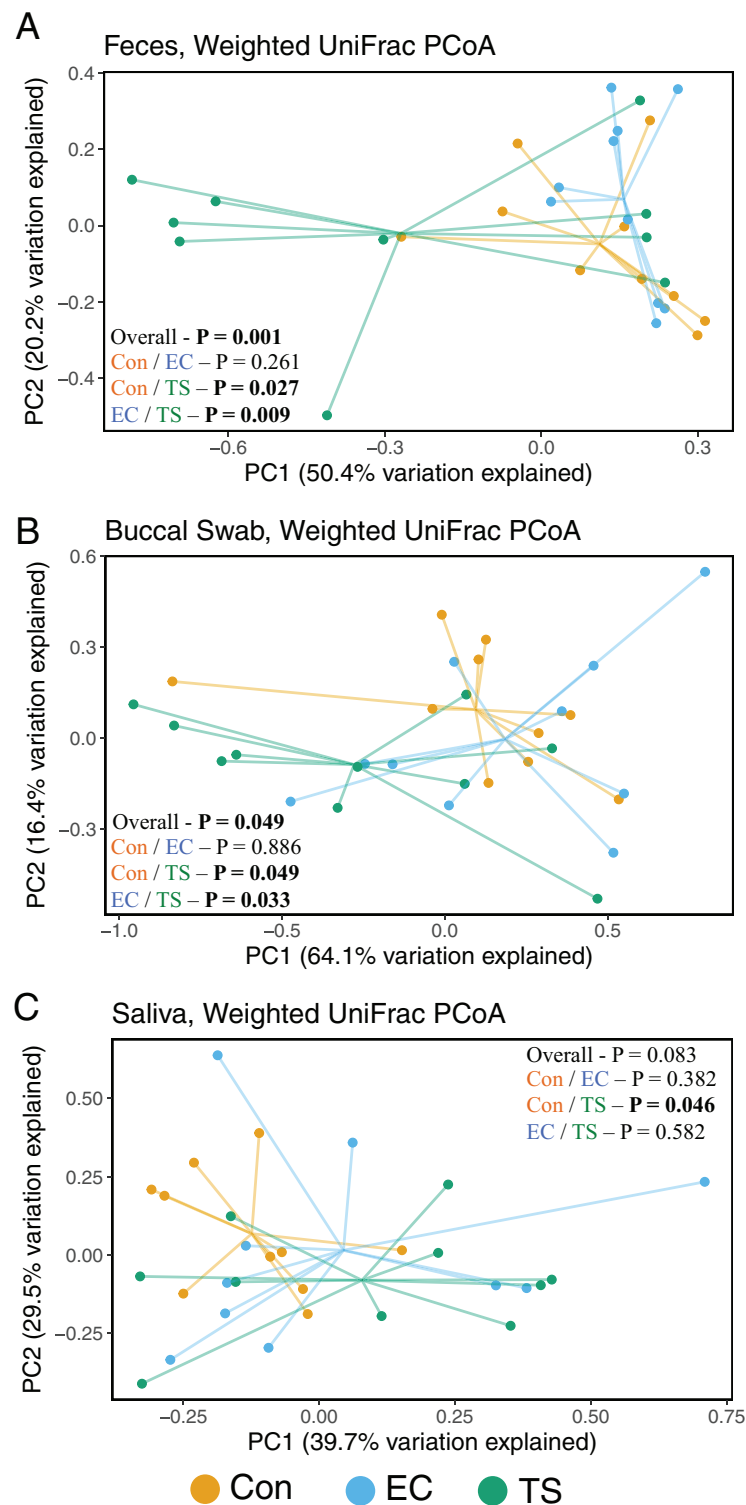 A
Feces, Weighted UniFrac PCoA
PC2 (20.2% variation explained)
0.4
0.2
0.0
−0.2
−0.4
Overall - P = 0.001
Con / EC – P = 0.261
Con / TS – P = 0.027
EC / TS – P = 0.009
−0.6 −0.3 0.0 0.3
PC1 (50.4% variation explained)
B
Buccal Swab, Weighted UniFrac PCoA
PC2 (16.4% variation explained)
0.6
0.3
0.0
−0.3
Overall - P = 0.049
Con / EC – P = 0.886
Con / TS – P = 0.049
EC / TS – P = 0.033
−1.0 −0.5 0.0 0.5
PC1 (64.1% variation explained)
C
Saliva, Weighted UniFrac PCoA
PC2 (29.5% variation explained)
0.50
0.25
0.00
−0.25
Overall - P = 0.083
Con / EC – P = 0.382
Con / TS – P = 0.046
EC / TS – P = 0.582
−0.25 0.00 0.25 0.50 0.75
PC1 (39.7% variation explained)
Con EC TS